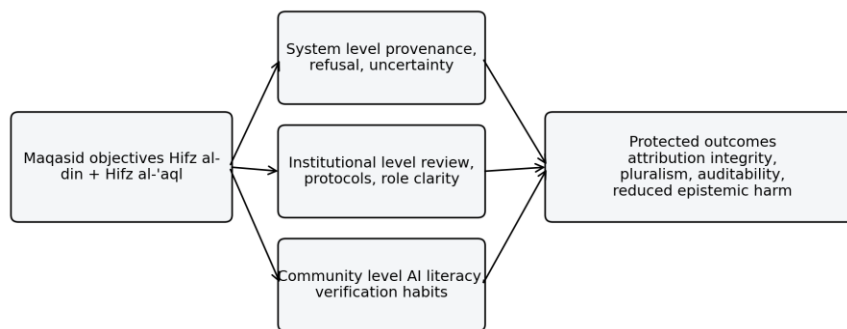 Maqasid objectives Hifz al-
din + Hifz al-'aql
System level provenance,
refusal, uncertainty
Institutional level review,
protocols, role clarity
Community level AI literacy
verification habits
Protected outcomes
attribution integrity,
pluralism, auditability,
reduced epistemic harm